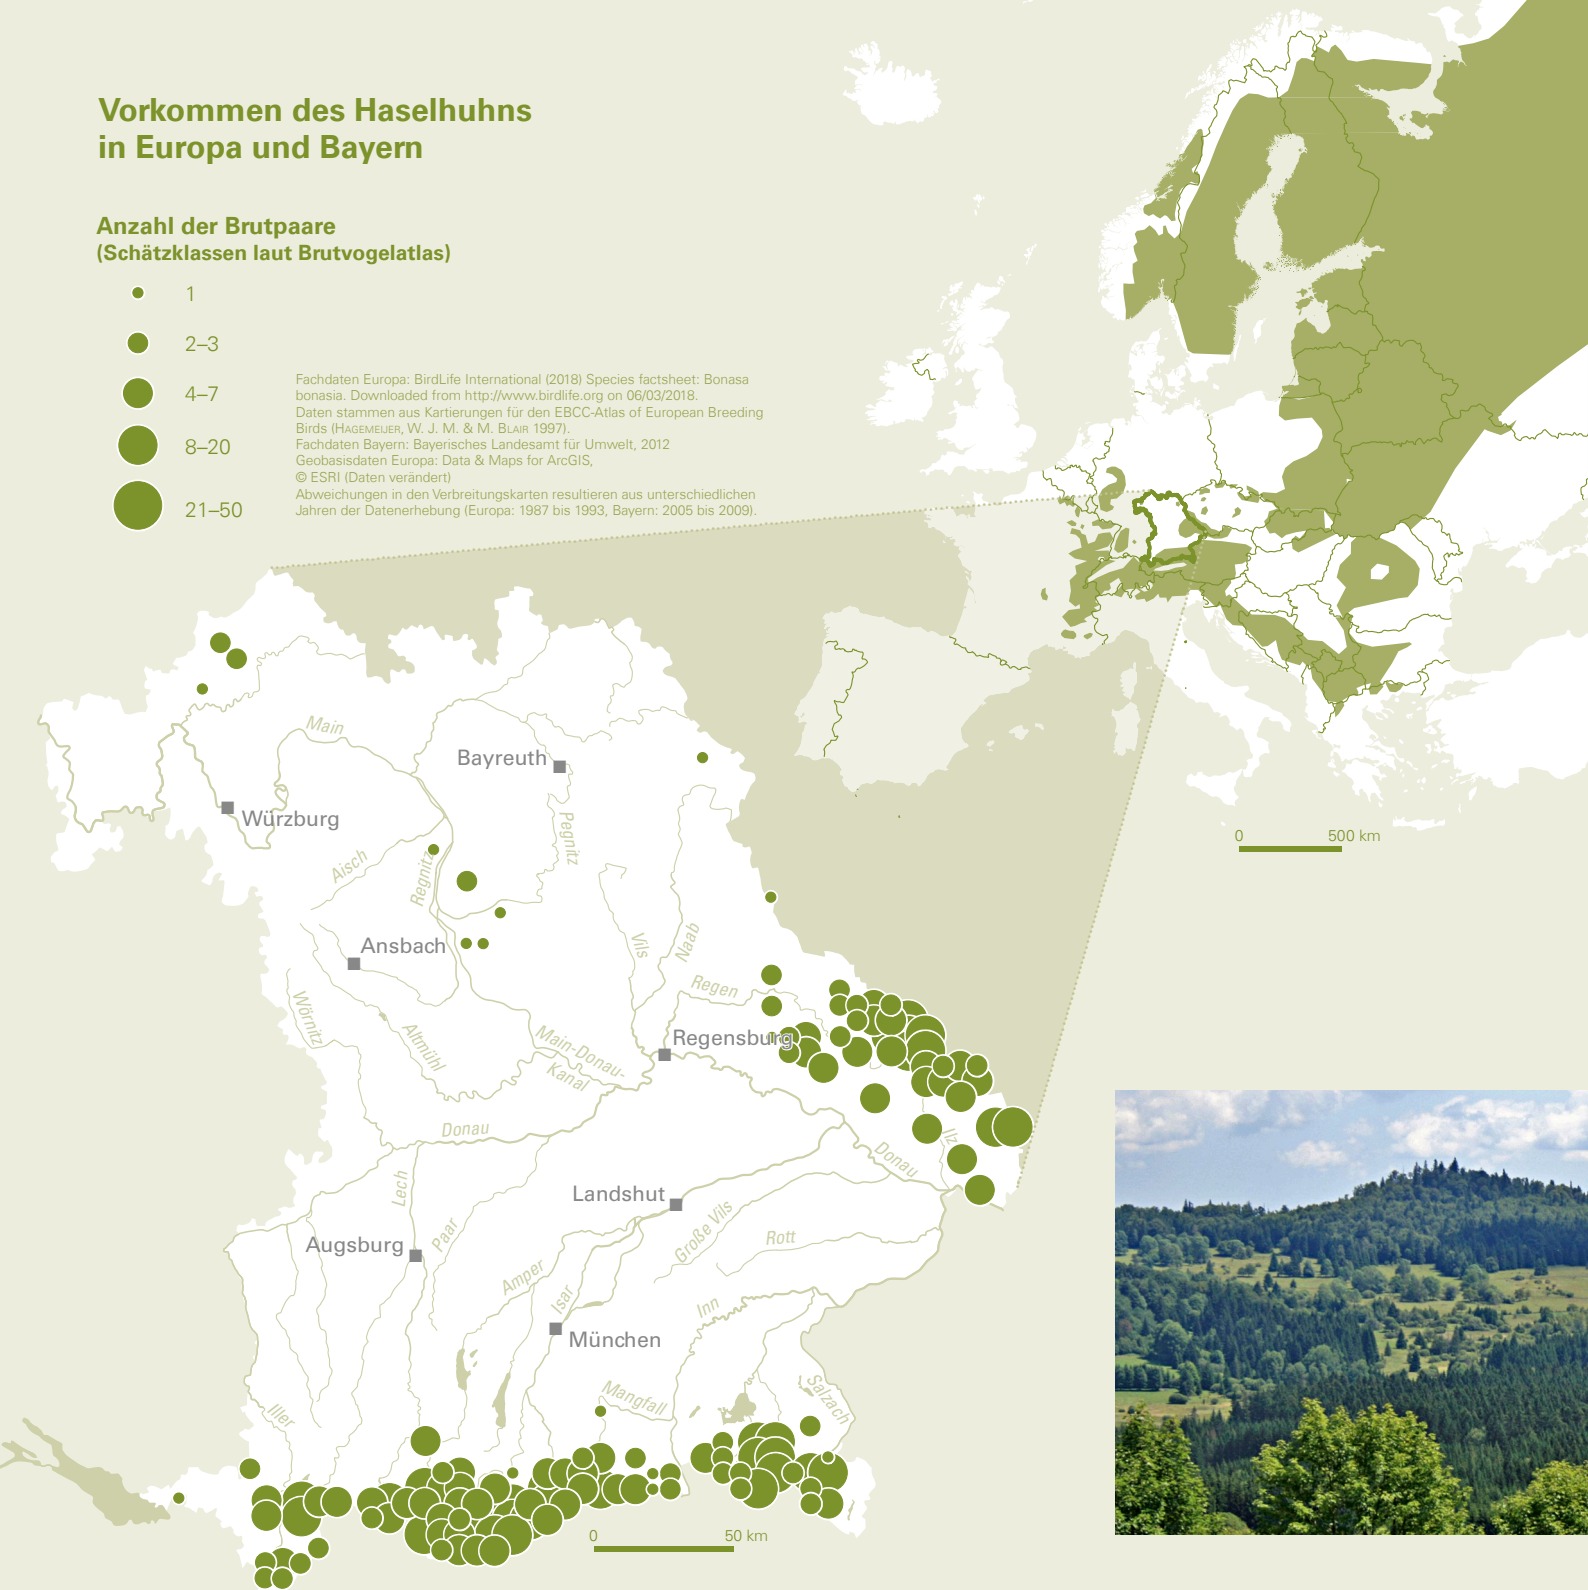 Vorkommen des Haselhuhns
in Europa und Bayern
Anzahl der Brutpaare
(Schätzklassen laut Brutvogelatlas)
1
2–3
4–7
8–20
21–50
Fachdaten Europa: BirdLife International (2018) Species factsheet: Bonasa
bonasia. Downloaded from http://www.birdlife.org on 06/03/2018.
Daten stammen aus Kartierungen für den EBCC-Atlas of European Breeding
Birds (HAGEMEIJER, W. J. M. & M. BLAIR 1997).
Fachdaten Bayern: Bayerisches Landesamt für Umwelt, 2012
Geobasisdaten Europa: Data & Maps for ArcGIS,
© ESRI (Daten verändert)
Abweichungen in den Verbreitungskarten resultieren aus unterschiedlichen
Jahren der Datenerhebung (Europa: 1987 bis 1993, Bayern: 2005 bis 2009).
0 500 km
Main
Bayreuth
Würzburg
Pegnitz
Aisch
Regnitz
Ansbach
Vils
Naab
Regen
Wörnitz
Altmühl
Main-Donau-
Kanal
Regensburg
Donau
Ilz
Donau
Lech
Landshut
Paar
Große Vils
Rott
Augsburg
Amper
Isar
Inn
München
Mangfall
Salzach
Iller
0 50 km